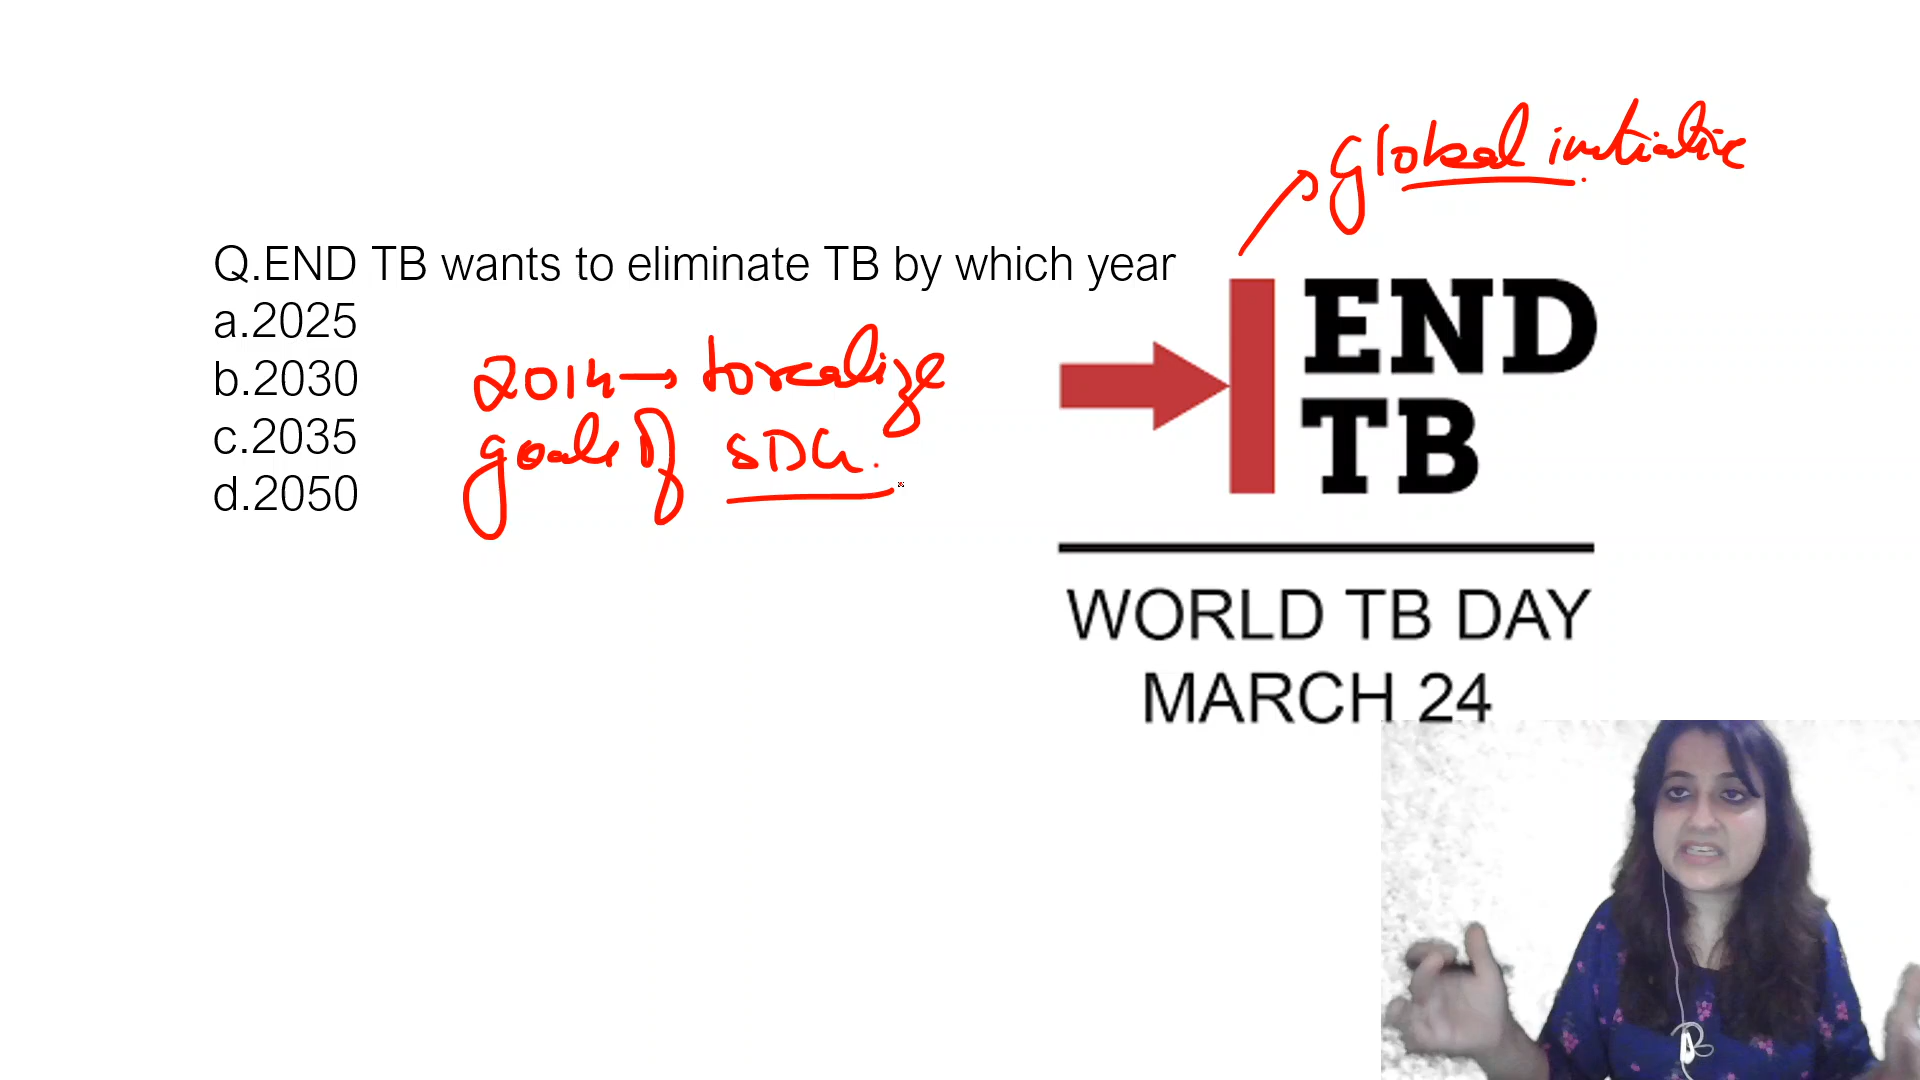 Global initiative
Q.END TB wants to eliminate TB by which year
a.2025
b.2030
c.2035
d.2050
2014 → to realize
goals of SDG.
END
TB
WORLD TB DAY
MARCH 24